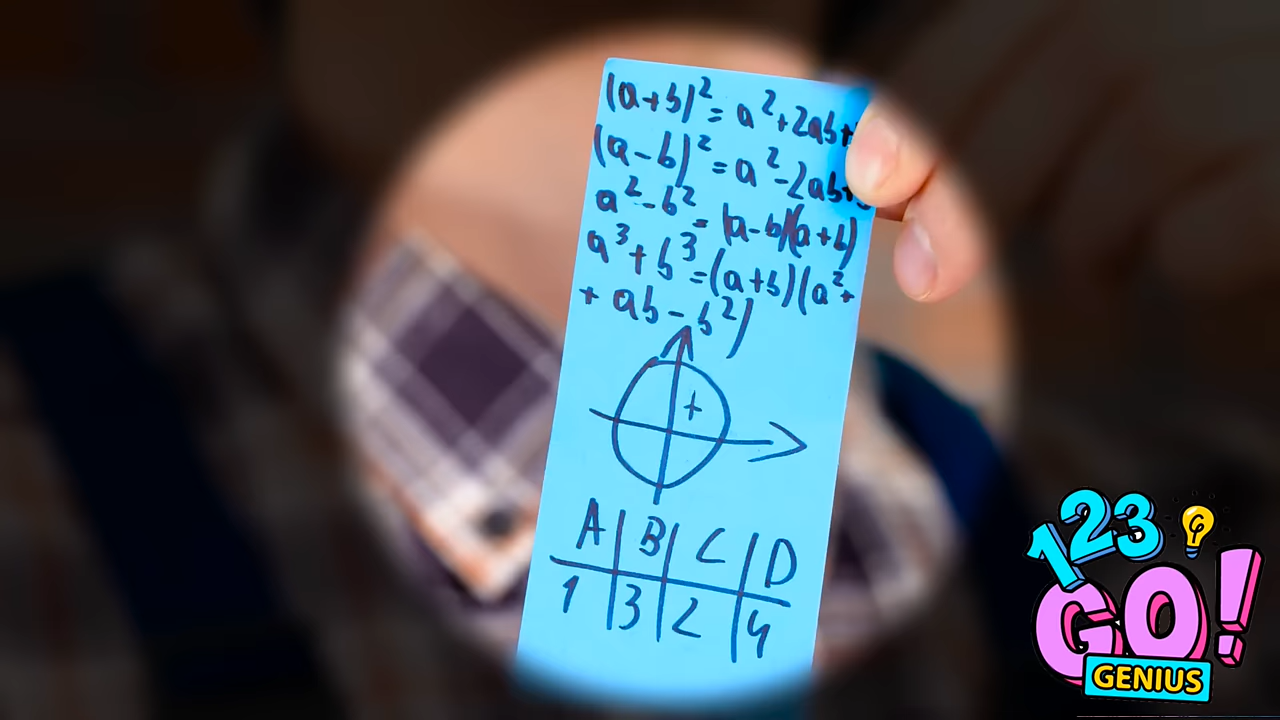 (a+b)² = a²+2ab+
(a-b)² = a²-2ab+
a²-b² = (a-b)(a+b)
a³+b³=(a+b)(a²+
+ab-b²)
+
A B C D
1 3 2 4
123
GO!
GENIUS